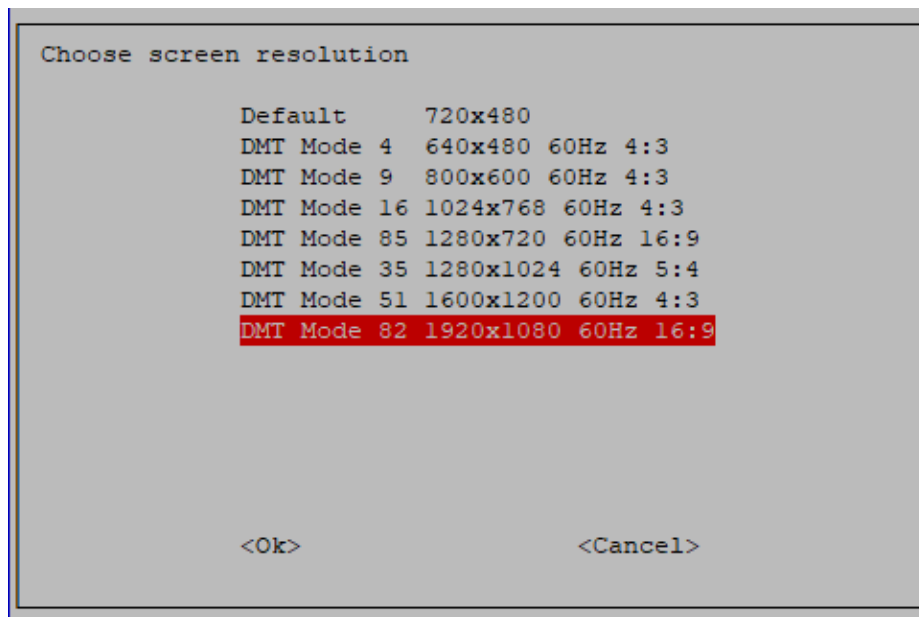 Choose screen resolution
Default 720x480
DMT Mode 4 640x480 60Hz 4:3
DMT Mode 9 800x600 60Hz 4:3
DMT Mode 16 1024x768 60Hz 4:3
DMT Mode 85 1280x720 60Hz 16:9
DMT Mode 35 1280x1024 60Hz 5:4
DMT Mode 51 1600x1200 60Hz 4:3
DMT Mode 82 1920x1080 60Hz 16:9
<Ok> <Cancel>